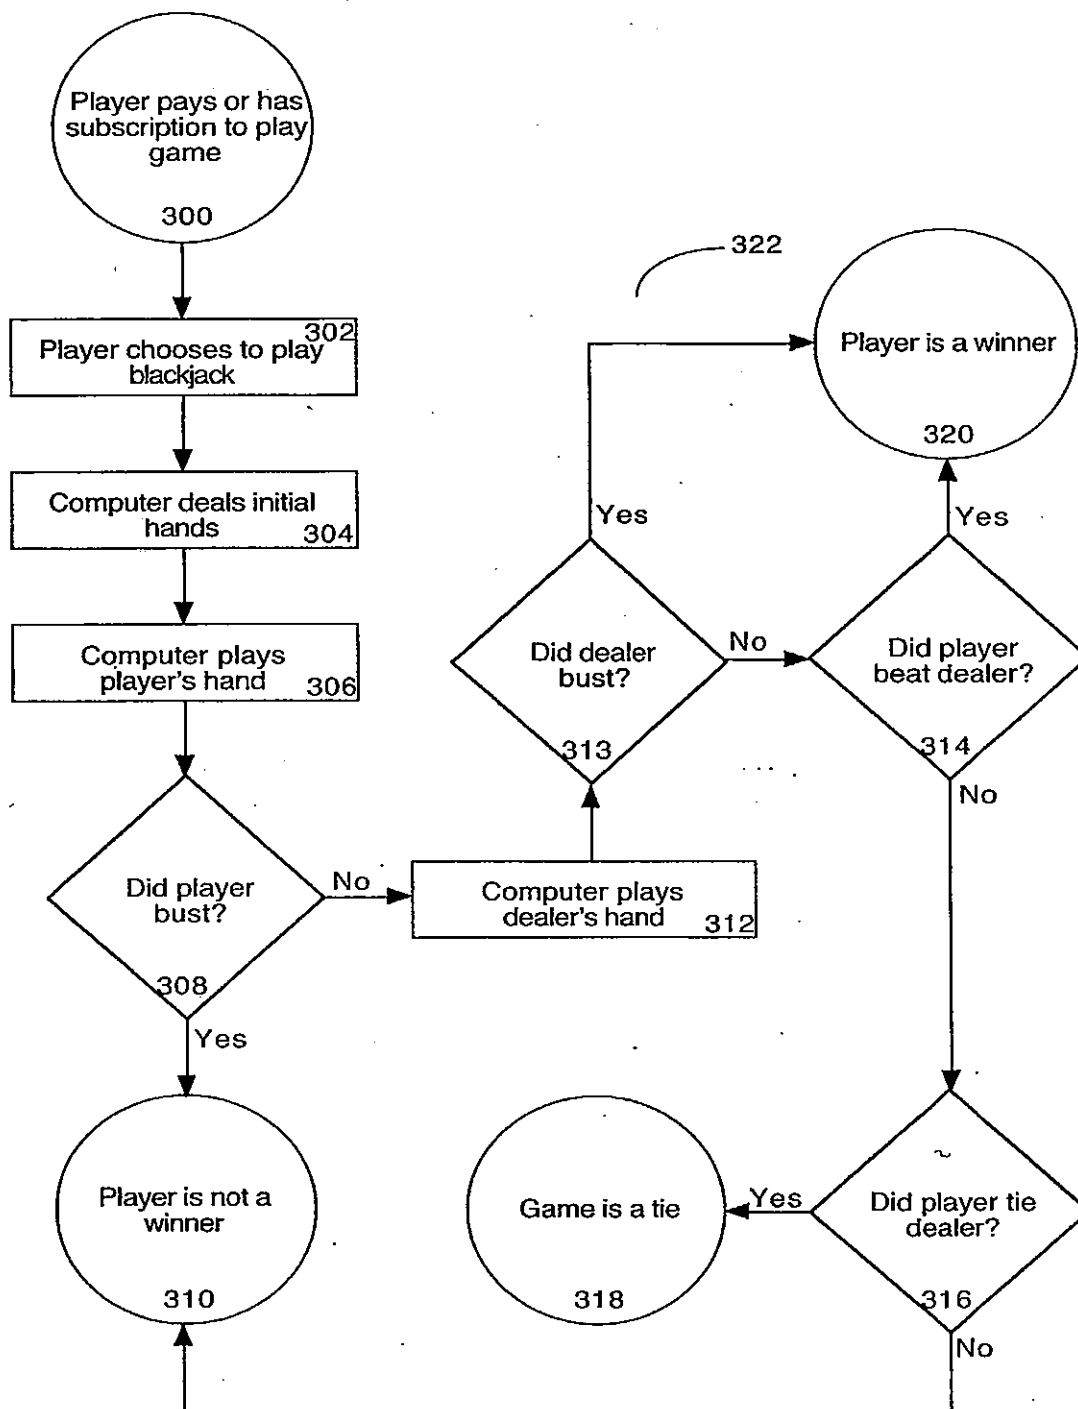 Player pays or has
subscription to play
game
300
302
Player chooses to play
blackjack
Computer deals initial
hands
304
Computer plays
player's hand
306
Did player
bust?
308
No
Yes
Player is not a
winner
310
Computer plays
dealer's hand
312
Did dealer
bust?
313
Yes
No
322
Player is a winner
320
Yes
Did player
beat dealer?
314
No
Did player tie
dealer?
316
Yes
No
Game is a tie
318